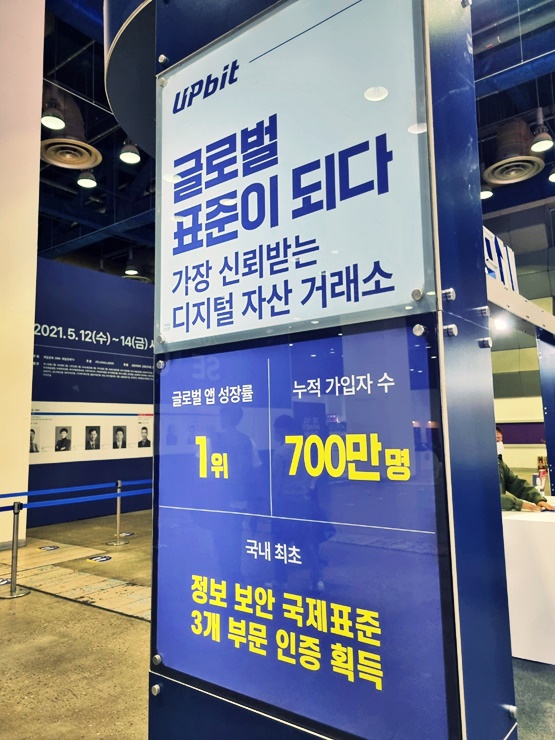 UPbit
글로벌
표준이 되다
가장 신뢰받는
디지털 자산 거래소
글로벌 앱 성장률
1위
누적 가입자 수
700만명
국내 최초
정보 보안 국제표준
3개 부문 인증 획득
2021.5.12(수)~14(금)